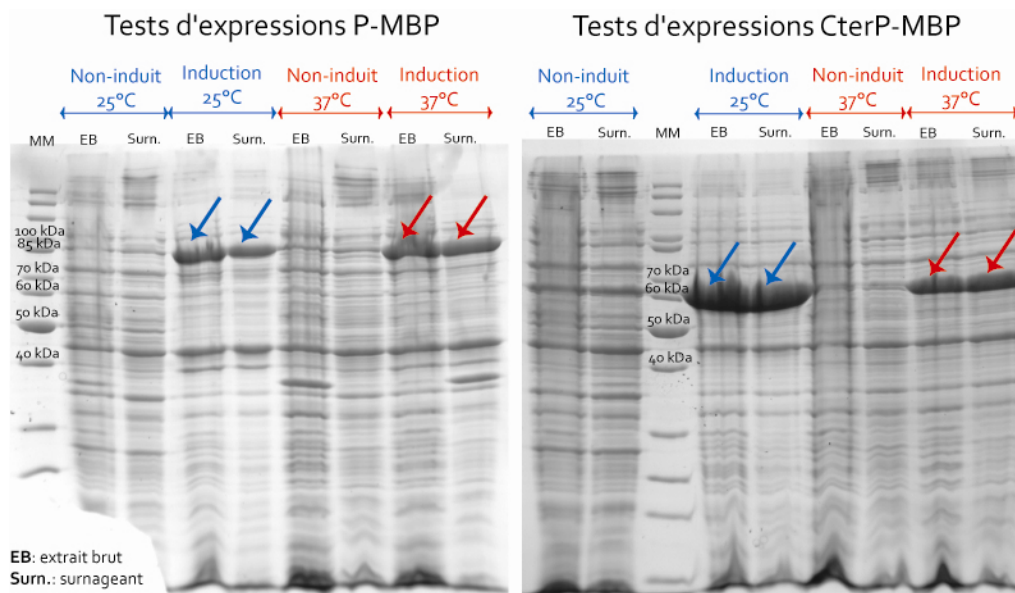 Tests d'expressions P-MBP
Non-induit
25°C
Induction
25°C
Non-induit
37°C
Induction
37°C
MM
EB
Surn.
EB
Surn.
EB
Surn.
EB
Surn.
100 kDa
85 kDa
70 kDa
60 kDa
50 kDa
40 kDa
EB: extrait brut
Surn.: surnageant
Tests d'expressions CterP-MBP
Non-induit
25°C
Induction
25°C
Non-induit
37°C
Induction
37°C
EB
Surn.
MM
EB
Surn.
EB
Surn.
EB
Surn.
70 kDa
60 kDa
50 kDa
40 kDa